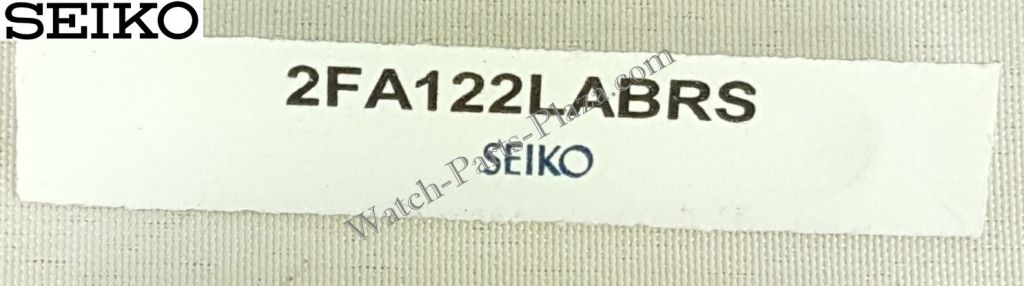 SEIKO
2FA122LABRS
SEIKO
Watch-Parts-Plaza.com